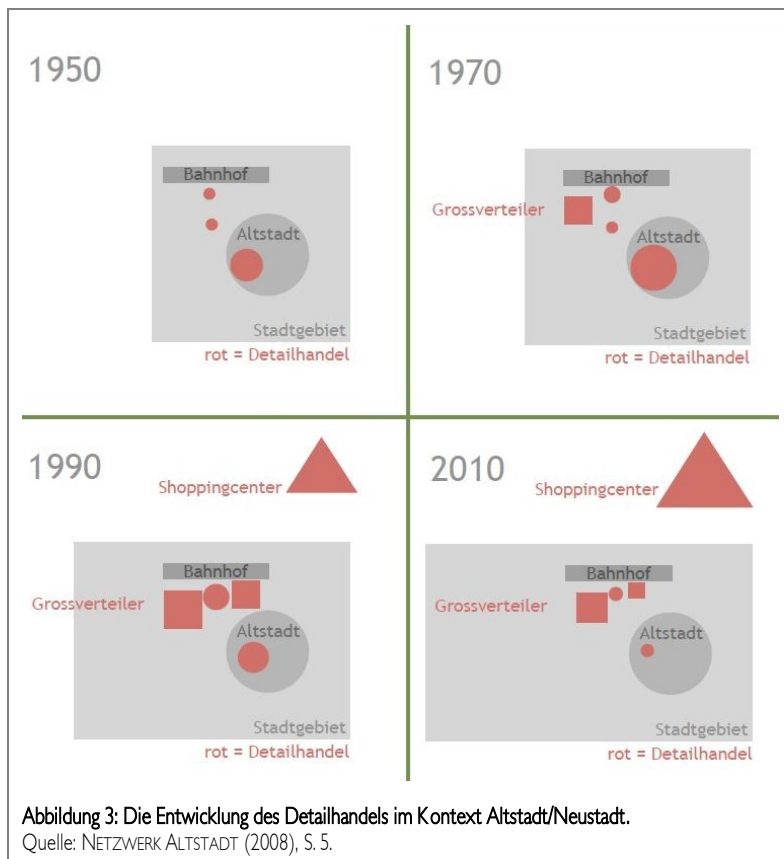 1950
Bahnhof
Altstadt
Stadtgebiet
rot = Detailhandel
1970
Bahnhof
Grossverteiler
Altstadt
Stadtgebiet
rot = Detailhandel
1990
Shoppingcenter
Bahnhof
Grossverteiler
Altstadt
Stadtgebiet
rot = Detailhandel
2010
Shoppingcenter
Bahnhof
Grossverteiler
Altstadt
Stadtgebiet
rot = Detailhandel
Abbildung 3: Die Entwicklung des Detailhandels im Kontext Altstadt/Neustadt.
Quelle: NETZWERK ALTSTADT (2008), S. 5.